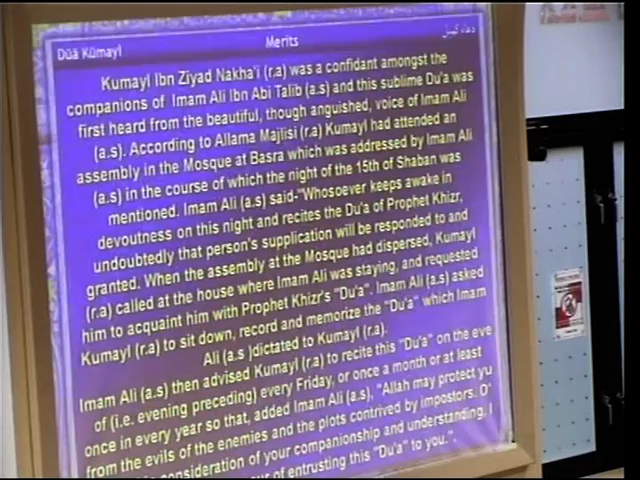 Dūā Kūmayl
Merits
دعاء كميل
Kumayl Ibn Ziyad Nakha'i (r.a) was a confidant amongst the
companions of Imam Ali Ibn Abi Talib (a.s) and this sublime Du'a was
first heard from the beautiful, though anguished, voice of Imam Ali
(a.s). According to Allama Majlisi (r.a) Kumayl had attended an
assembly in the Mosque at Basra which was addressed by Imam Ali
(a.s) in the course of which the night of the 15th of Shaban was
mentioned. Imam Ali (a.s) said-"Whosoever keeps awake in
devoutness on this night and recites the Du'a of Prophet Khizr,
undoubtedly that person's supplication will be responded to and
granted. When the assembly at the Mosque had dispersed, Kumayl
(r.a) called at the house where Imam Ali was staying, and requested
him to acquaint him with Prophet Khizr's "Du'a". Imam Ali (a.s) asked
Kumayl (r.a) to sit down, record and memorize the "Du'a" which Imam
Ali (a.s )dictated to Kumayl (r.a).
Imam Ali (a.s) then advised Kumayl (r.a) to recite this "Du'a" on the eve
of (i.e. evening preceding) every Friday, or once a month or at least
once in every year so that, added Imam Ali (a.s), "Allah may protect yu
from the evils of the enemies and the plots contrived by impostors. O'
consideration of your companionship and understanding, I
of entrusting this "Du'a" to you.".